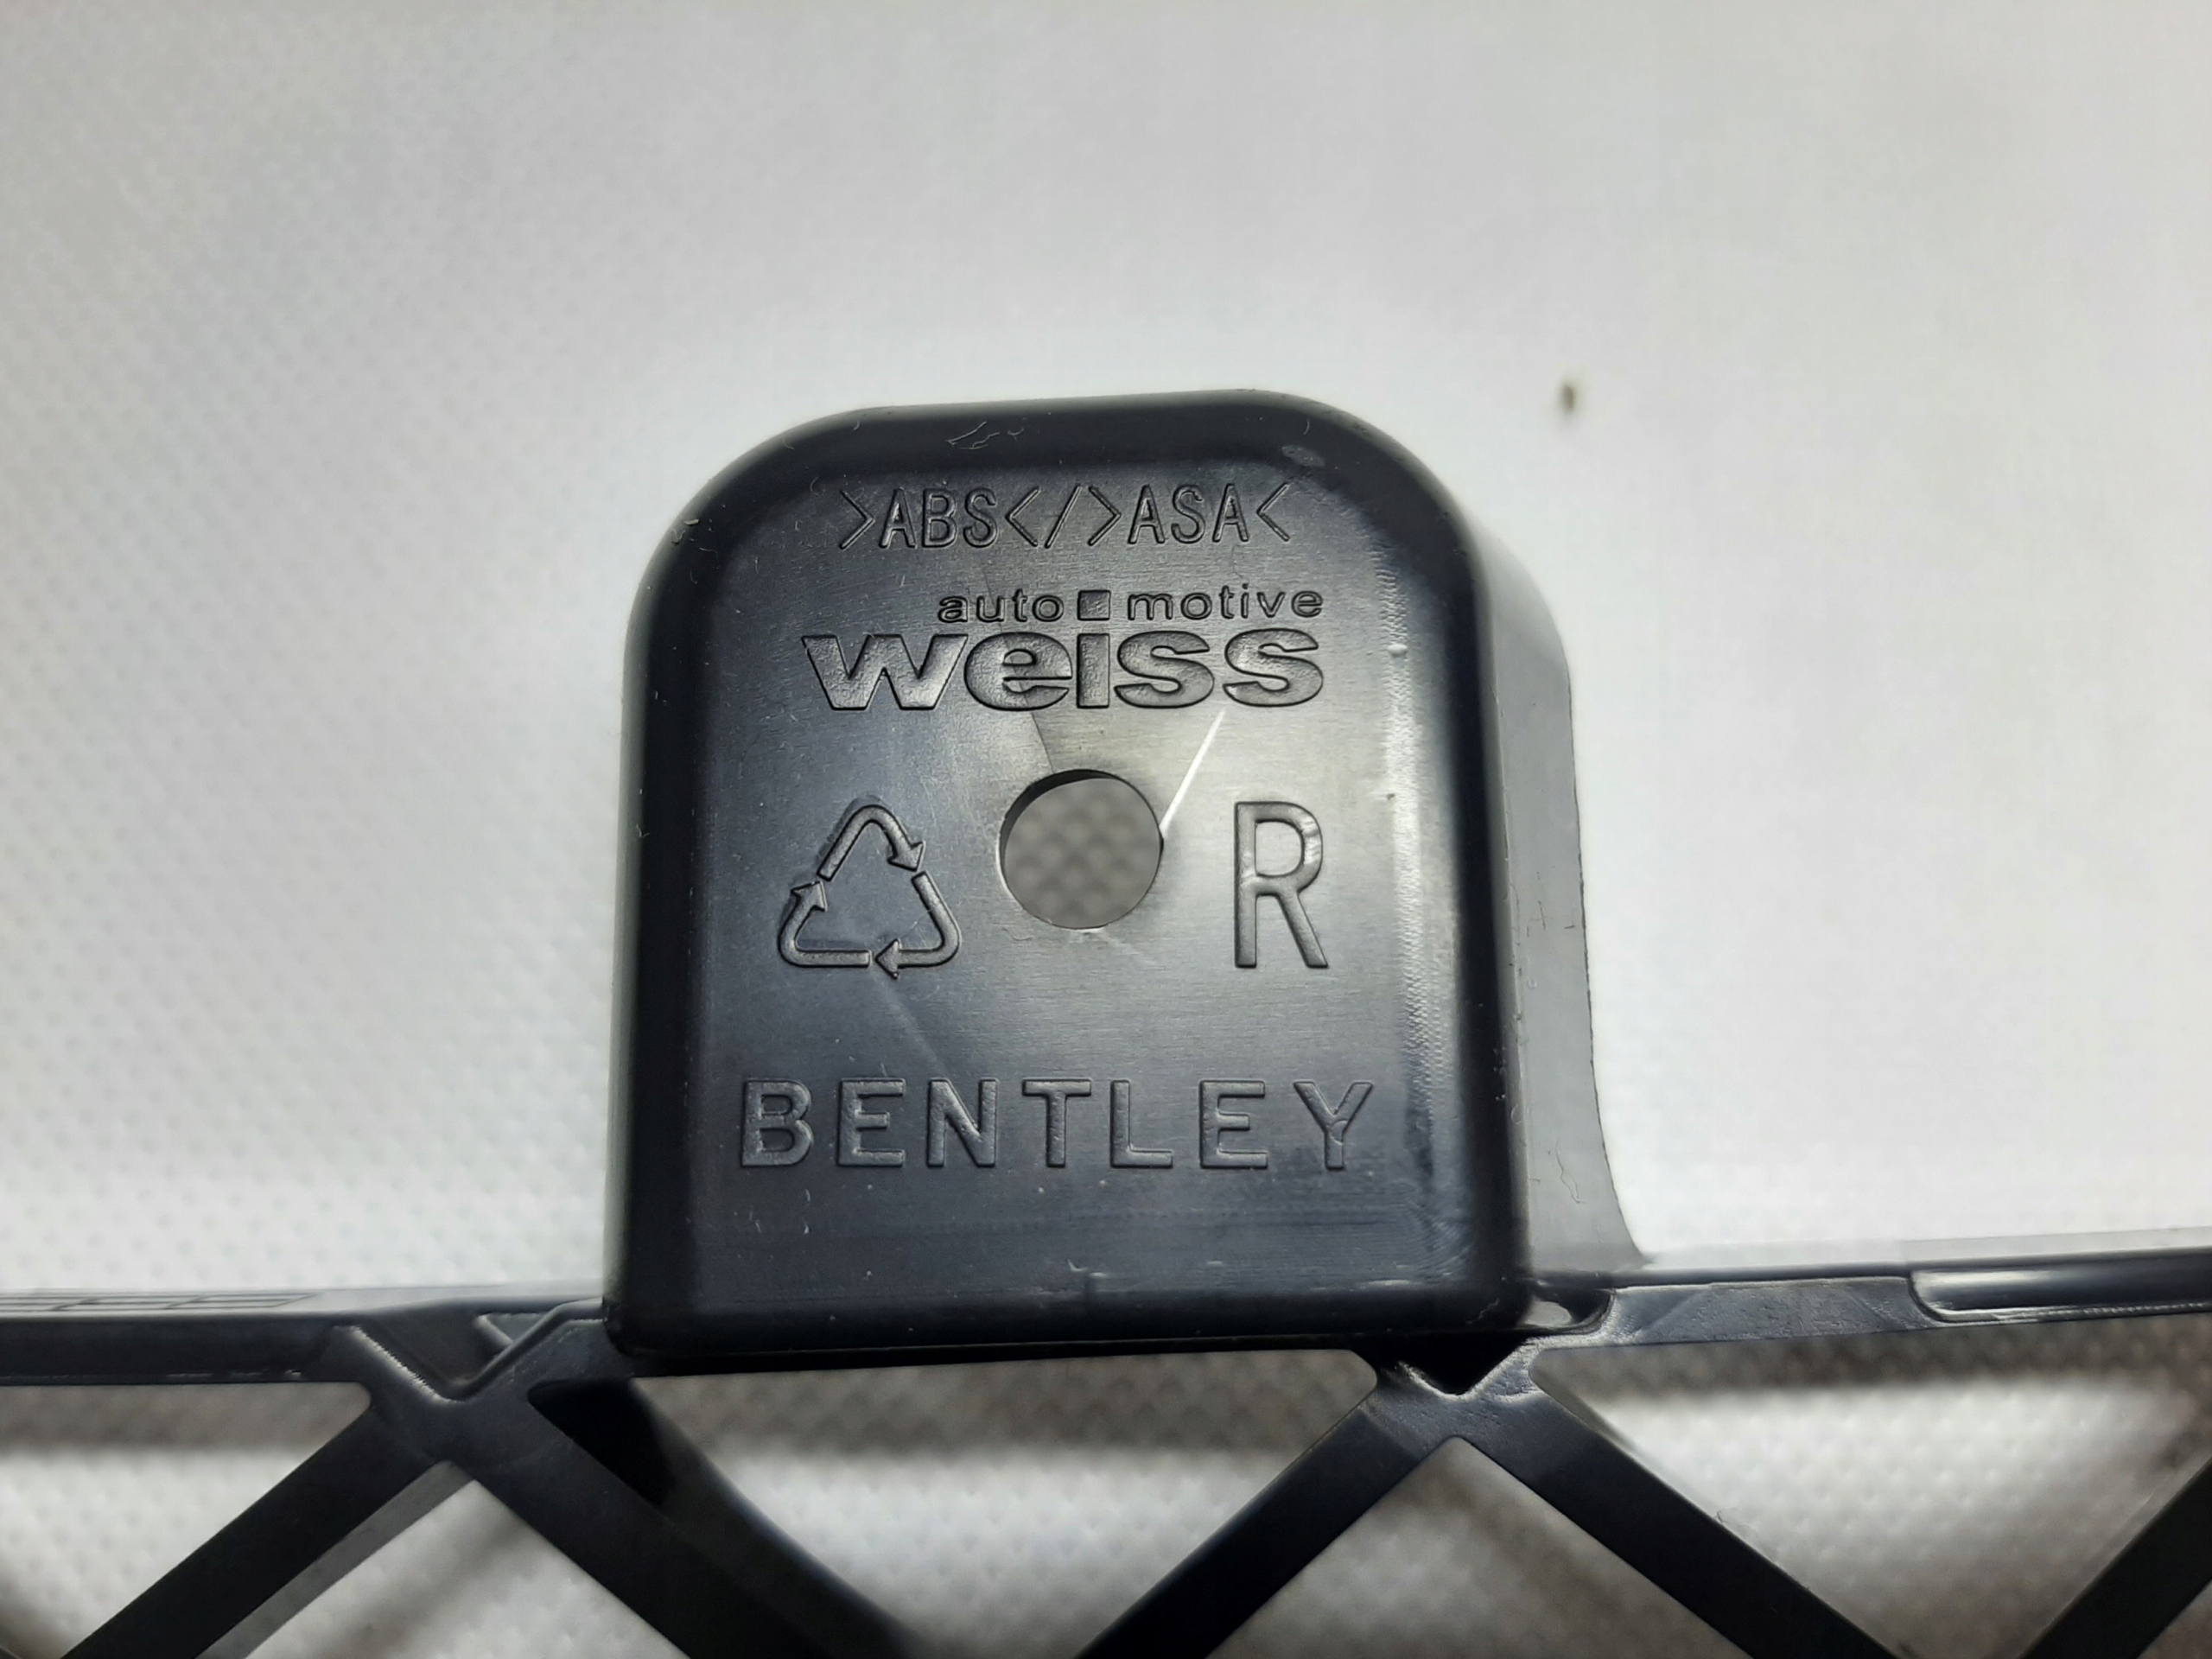 >ABS</>ASA<
auto motive
weiss
R
BENTLEY